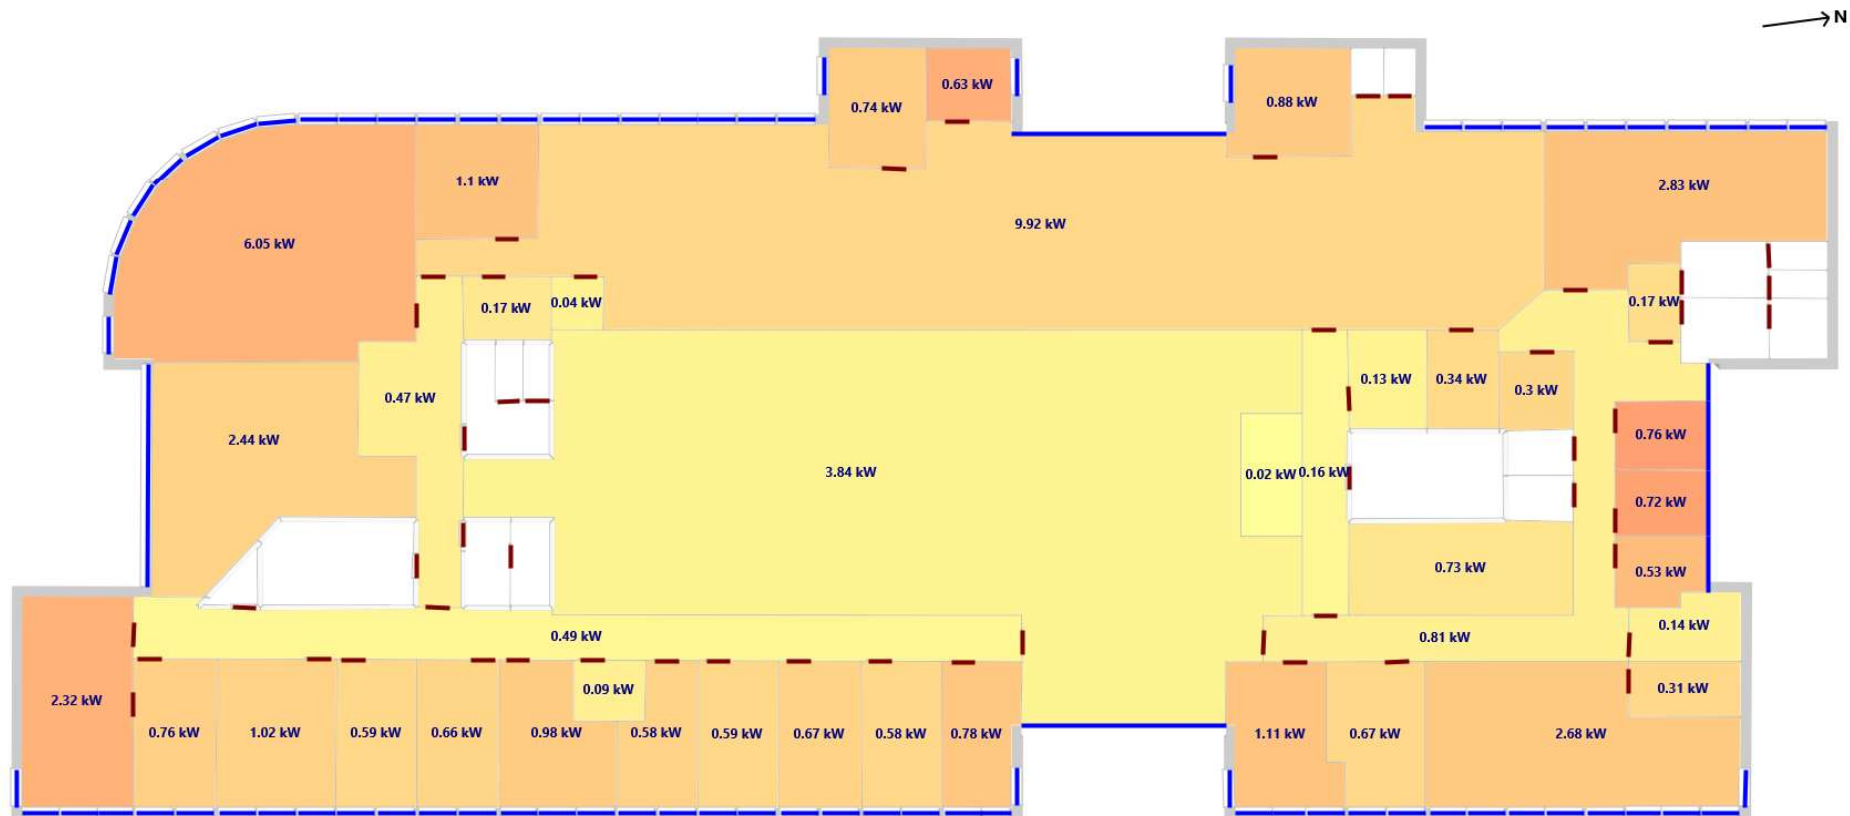 N
0.74 kW
0.63 kW
0.88 kW
1.1 kW
2.83 kW
6.05 kW
9.92 kW
0.17 kW
0.04 kW
0.17 kW
0.47 kW
0.13 kW
0.34 kW
0.3 kW
2.44 kW
0.76 kW
3.84 kW
0.02 kW
0.16 kW
0.72 kW
0.73 kW
0.53 kW
0.49 kW
0.81 kW
0.14 kW
2.32 kW
0.09 kW
0.31 kW
0.76 kW
1.02 kW
0.59 kW
0.66 kW
0.98 kW
0.58 kW
0.59 kW
0.67 kW
0.58 kW
0.78 kW
1.11 kW
0.67 kW
2.68 kW